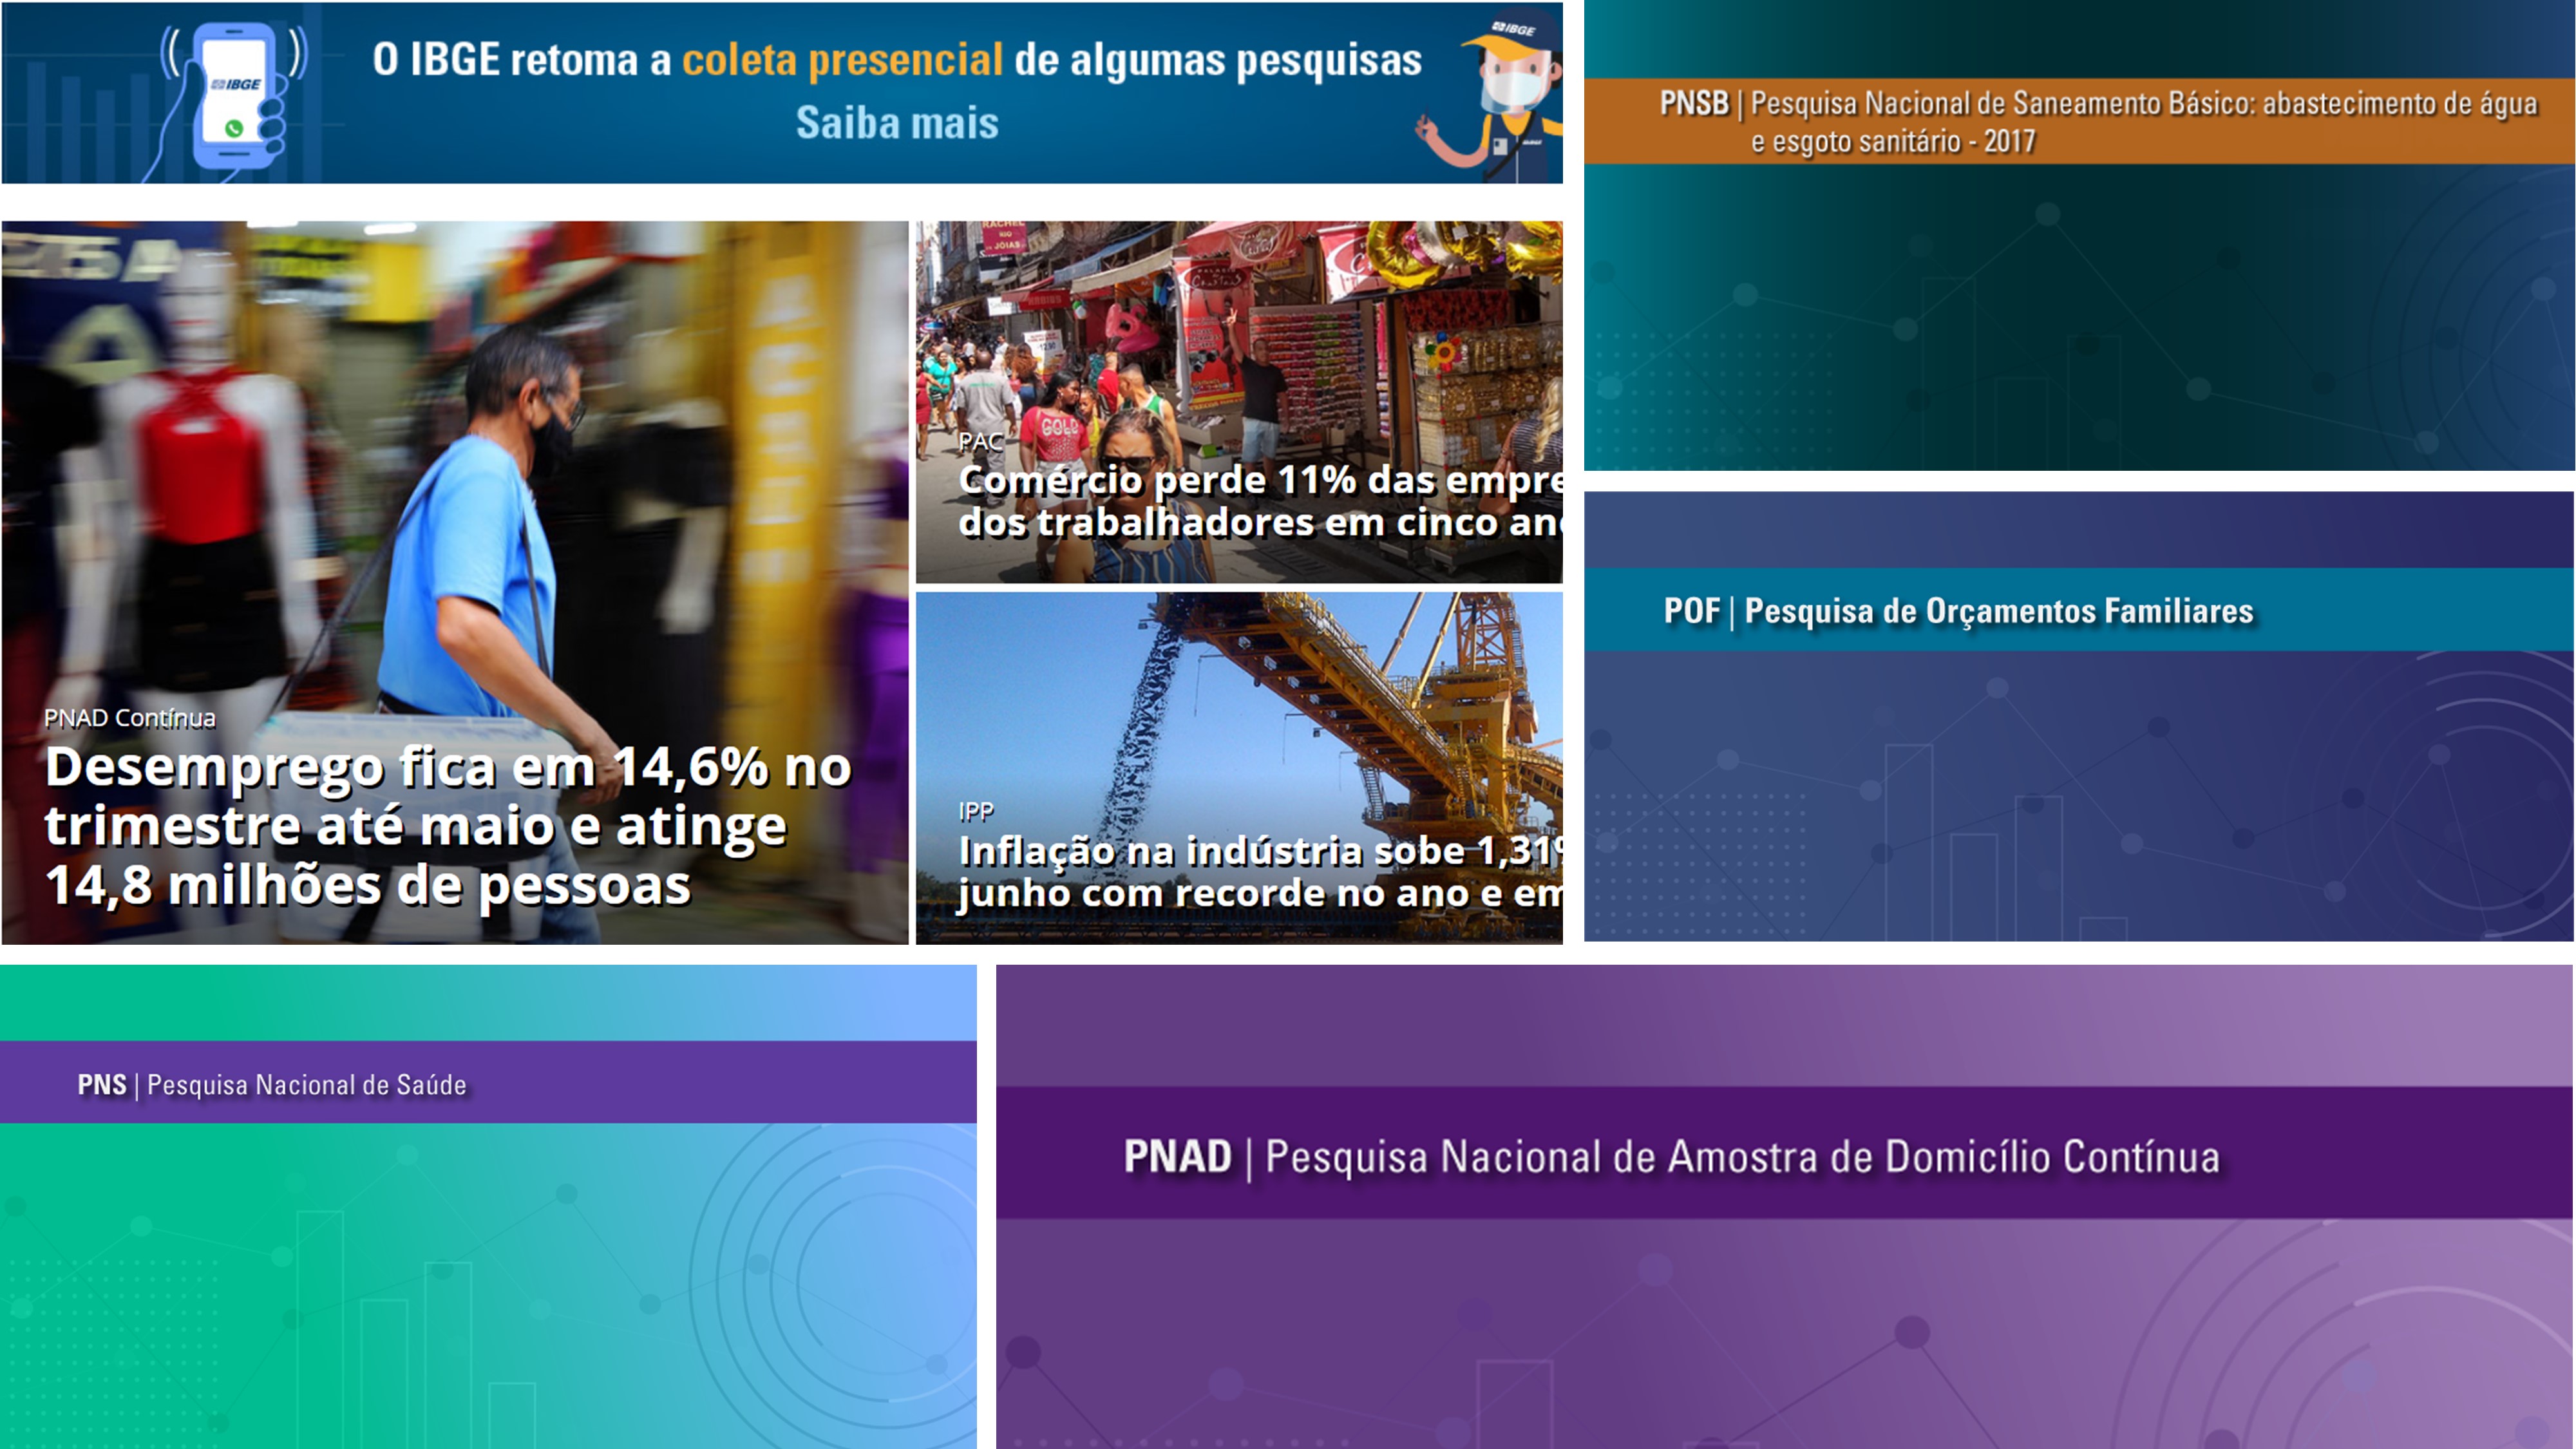 O IBGE retoma a coleta presencial de algumas pesquisas
Saiba mais
IBGE
IBGE
PNSB | Pesquisa Nacional de Saneamento Básico: abastecimento de água
e esgoto sanitário - 2017
PNAD Contínua
Desemprego fica em 14,6% no
trimestre até maio e atinge
14,8 milhões de pessoas
RACHEL
RIO
JOIAS
GOLD
PAC
Comércio perde 11% das empre
dos trabalhadores em cinco an
IPP
Inflação na indústria sobe 1,31%
junho com recorde no ano e em
POF | Pesquisa de Orçamentos Familiares
PNS | Pesquisa Nacional de Saúde
PNAD | Pesquisa Nacional de Amostra de Domicílio Contínua